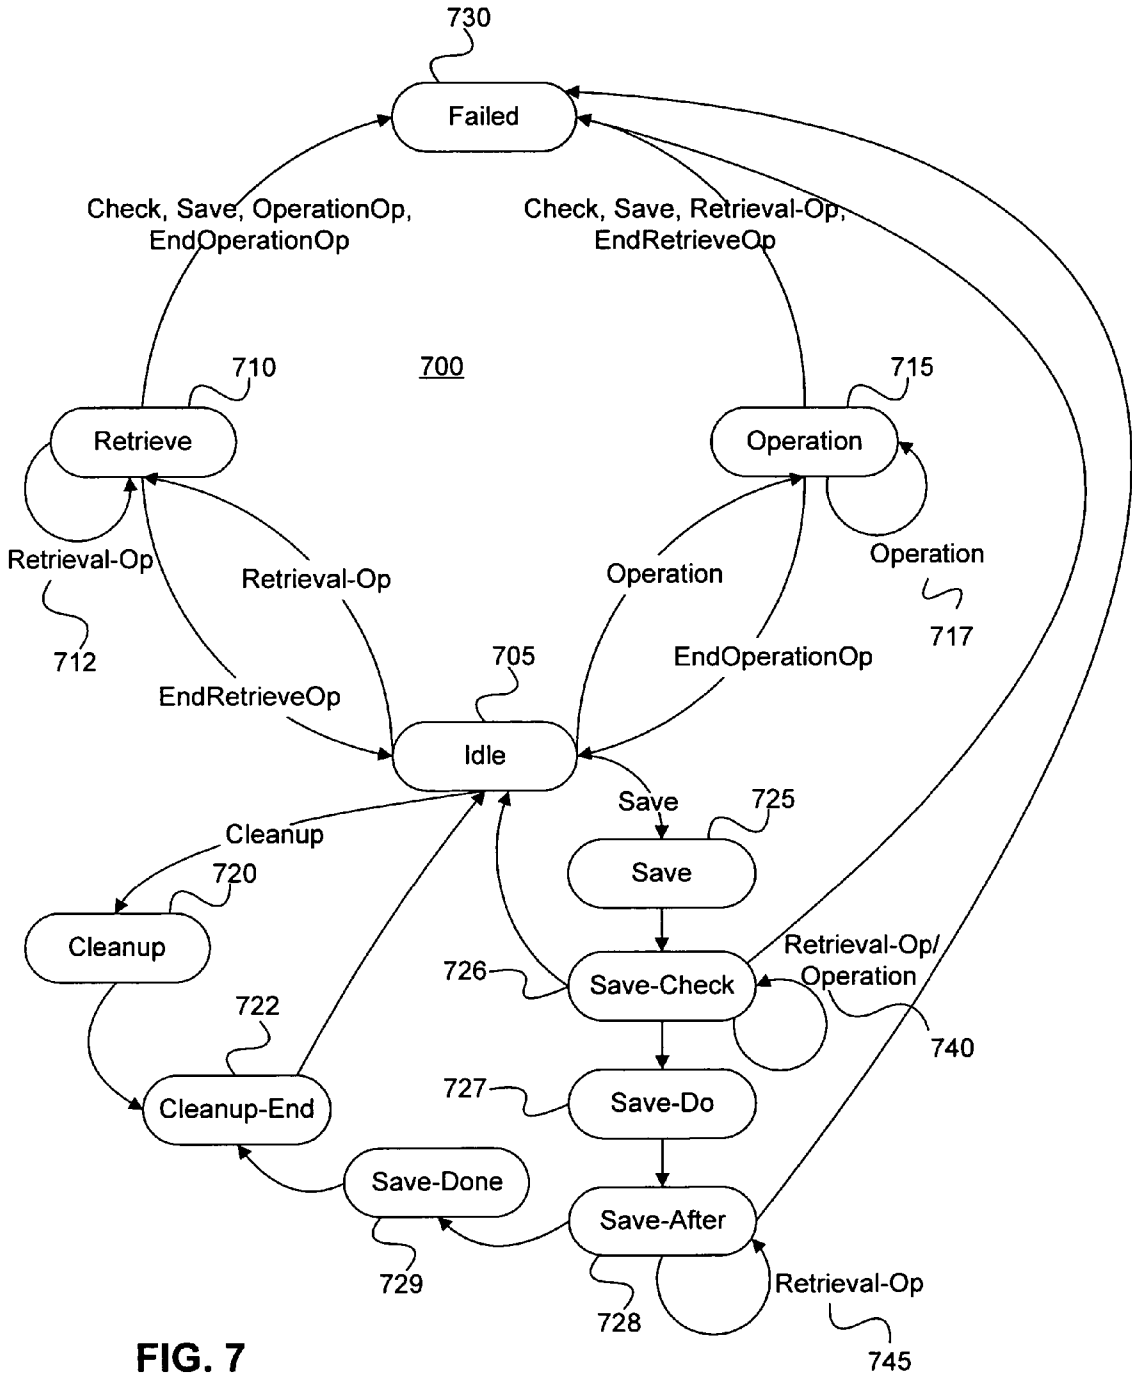 730
Failed
Check, Save, OperationOp,
EndOperationOp
Check, Save, Retrieval-Op,
EndRetrieveOp
710
700
715
Retrieve
Operation
Retrieval-Op
712
Retrieval-Op
Operation
Operation
717
EndRetrieveOp
705
EndOperationOp
Idle
Save
725
Cleanup
720
Save
Cleanup
726
Save-Check
Retrieval-Op/
Operation
740
722
Cleanup-End
727
Save-Do
Save-Done
729
Save-After
728
Retrieval-Op
745
FIG. 7